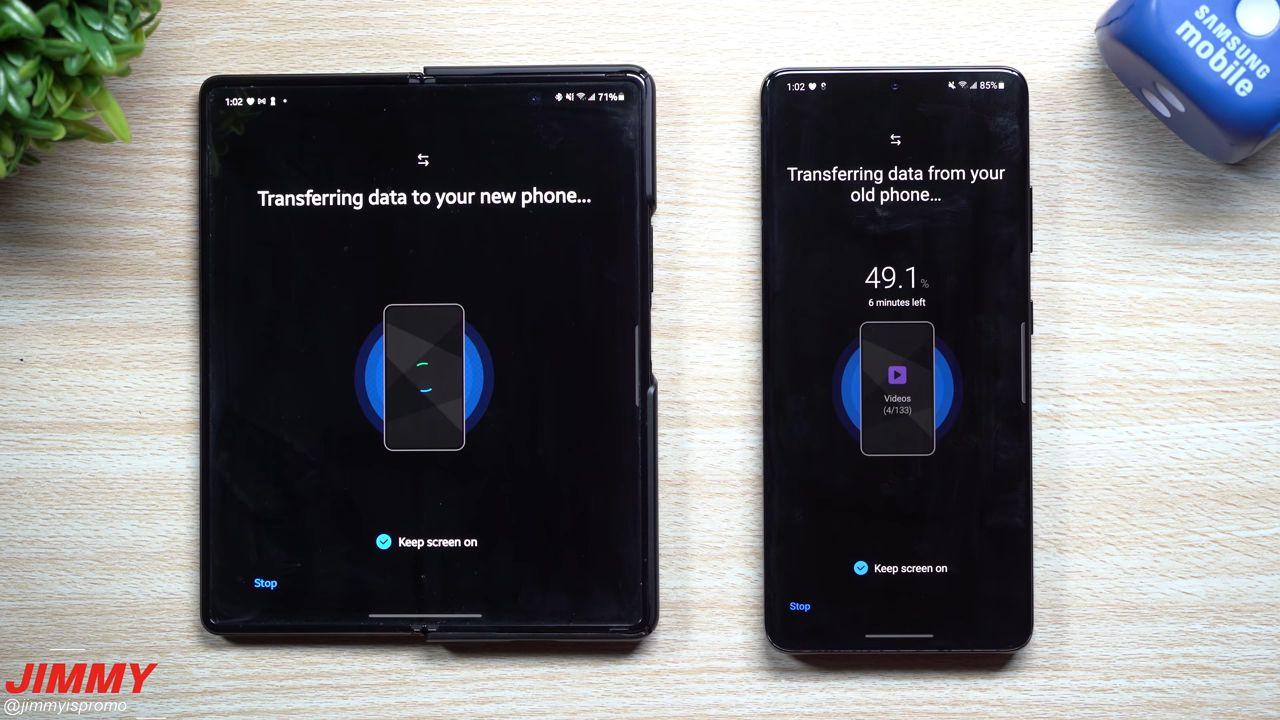 1:02
71%
Transferring data to your new phone...
Keep screen on
Stop
1:02
85%
Transferring data from your
old phone...
49.1%
6 minutes left
Videos
(4/133)
Keep screen on
Stop
SAMSUNG
mobile
JIMMY
@jimmyispromo